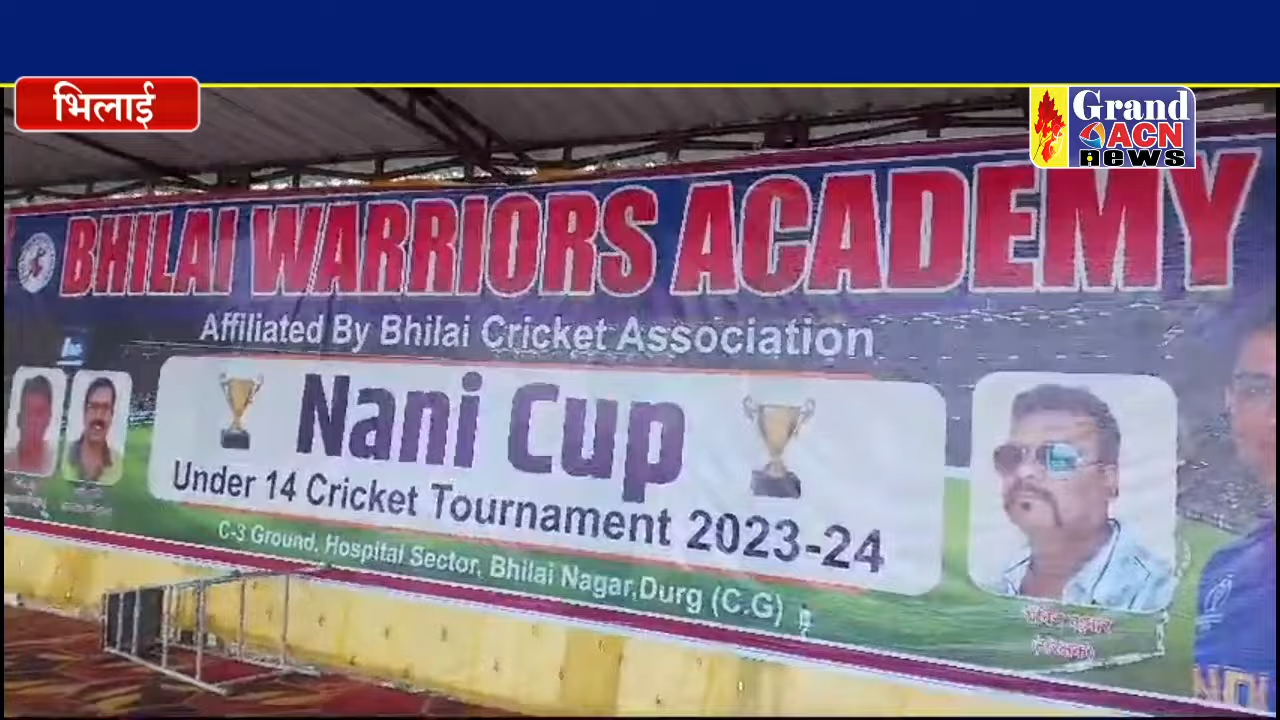 भिलाई
Grand
ACN
news
BHILAI WARRIORS ACADEMY
Affiliated By Bhilai Cricket Association
Nani Cup
Under 14 Cricket Tournament 2023-24
C-3 Ground, Hospital Sector, Bhilai Nagar,Durg (C.G)